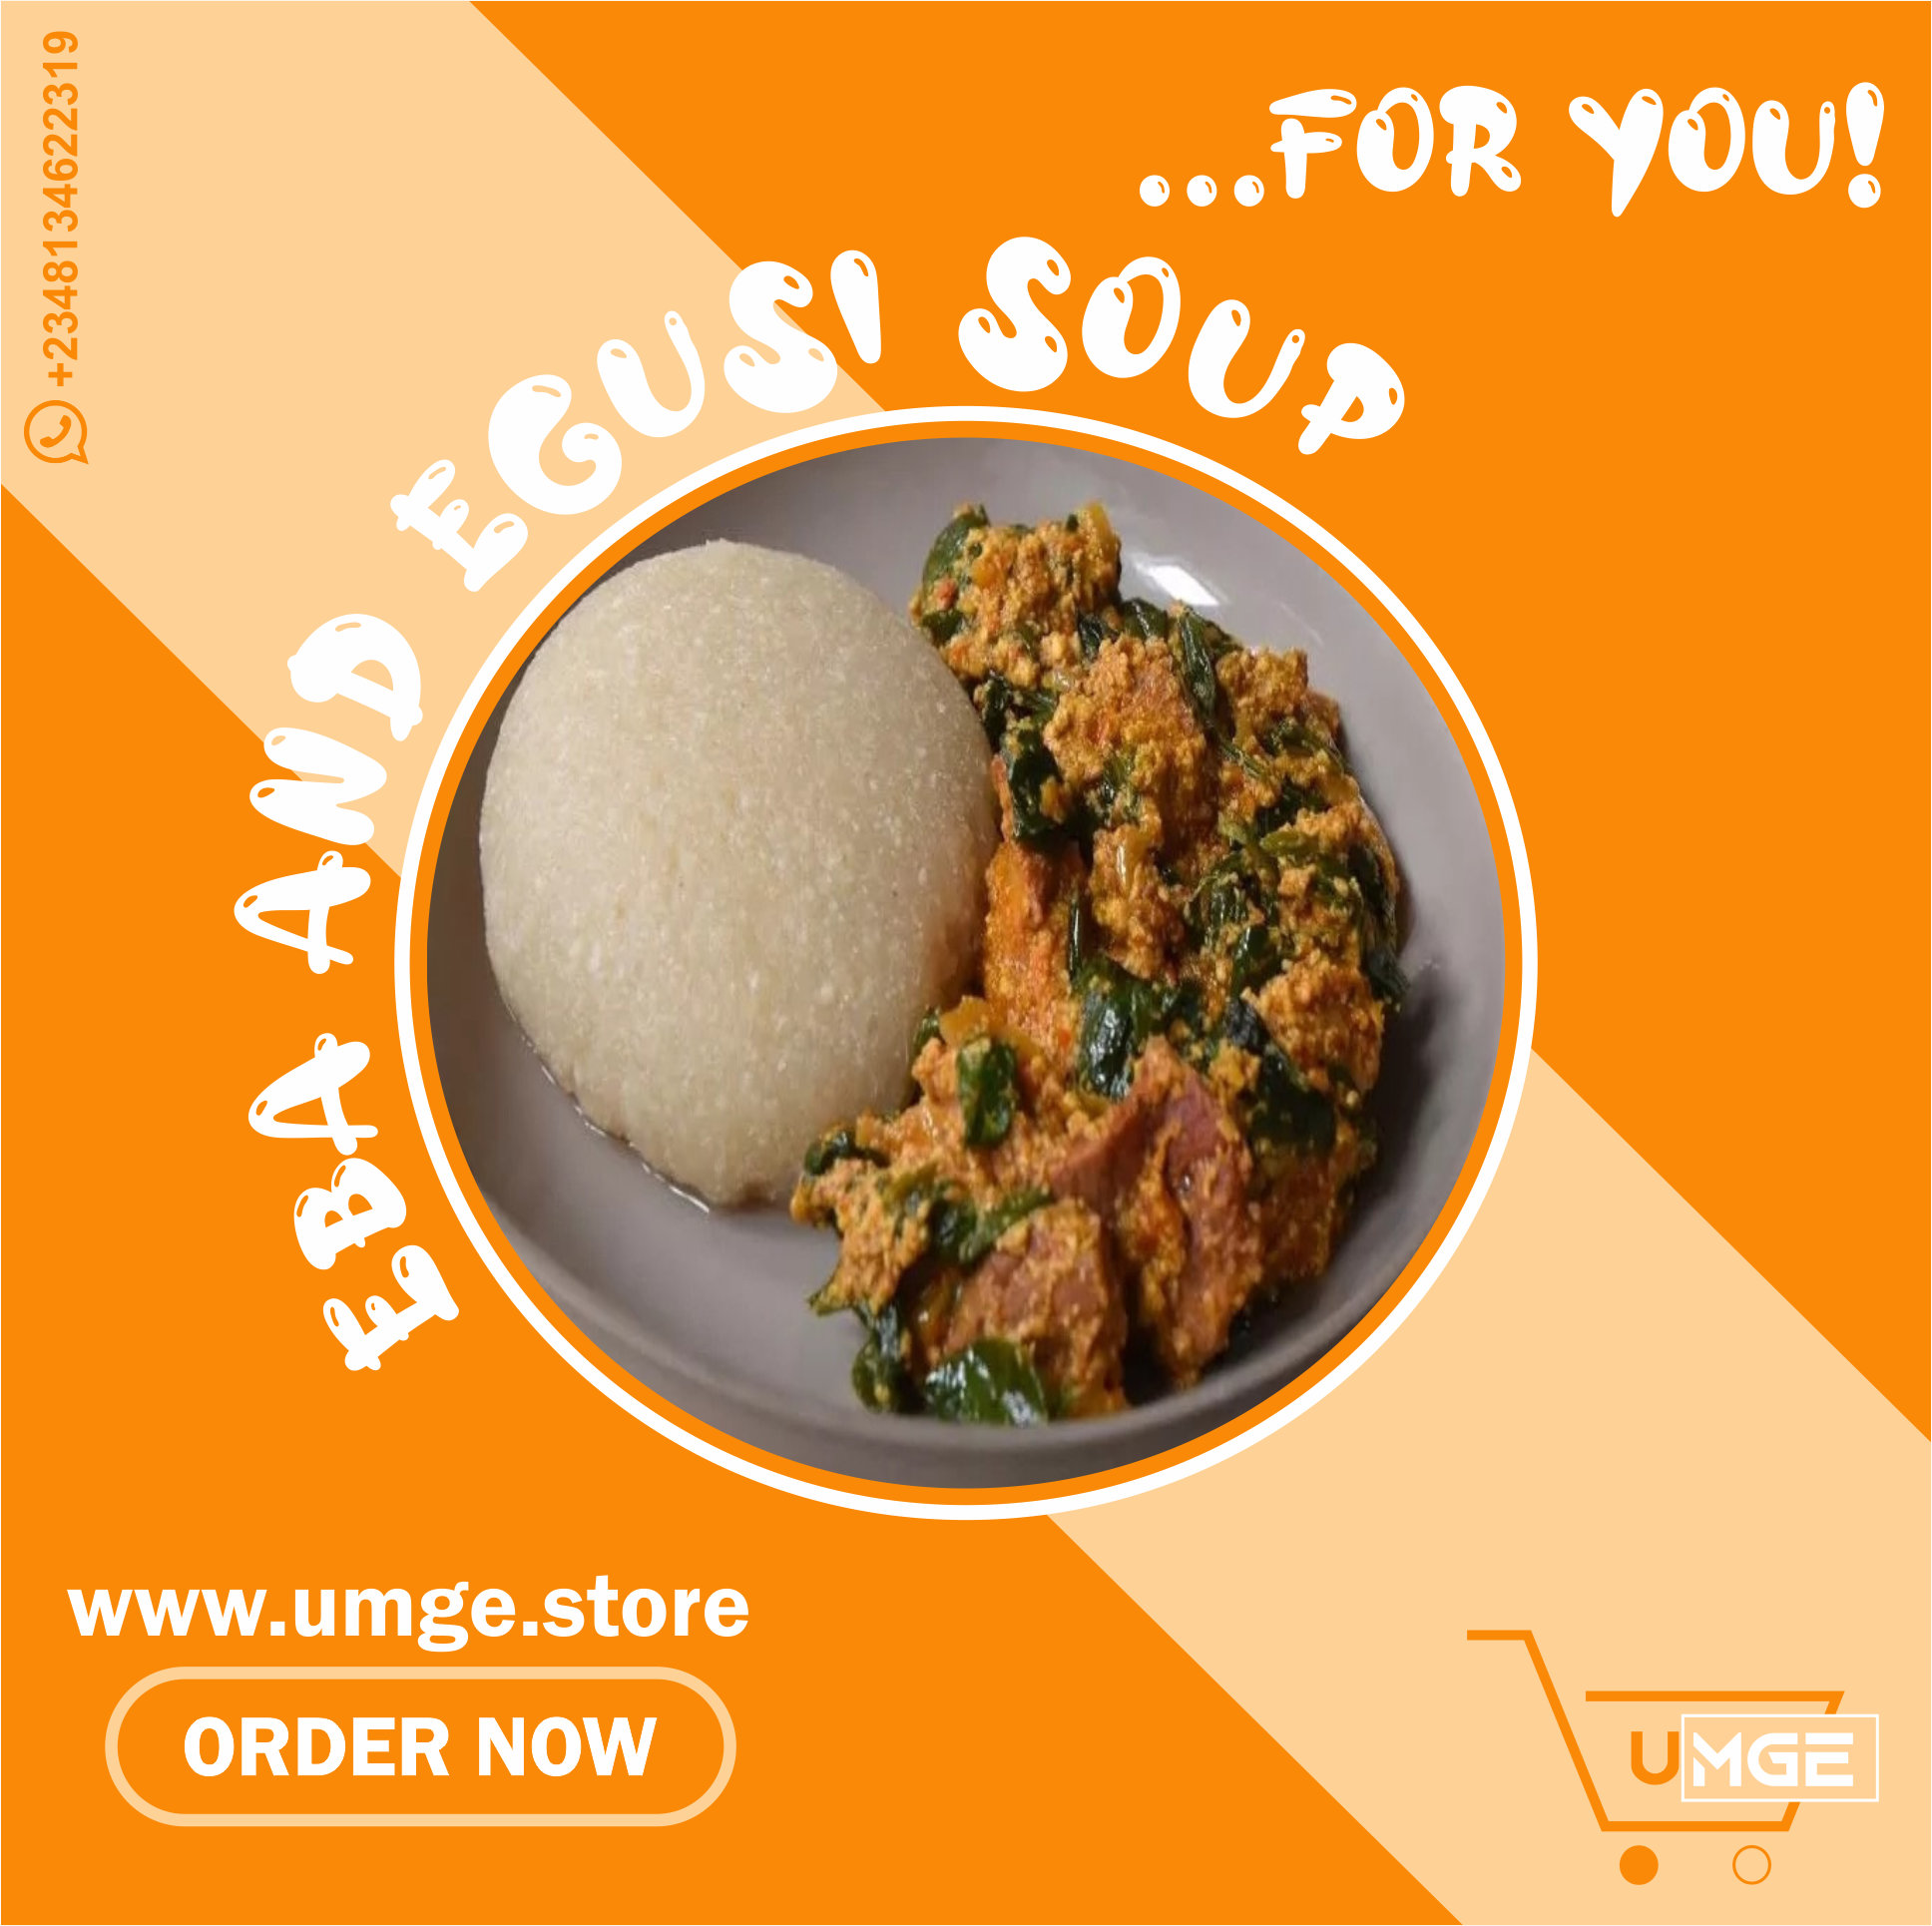 +2348134622319
...FOR YOU!
EBA AND EGUSI SOUP
www.umge.store
ORDER NOW
UMGE